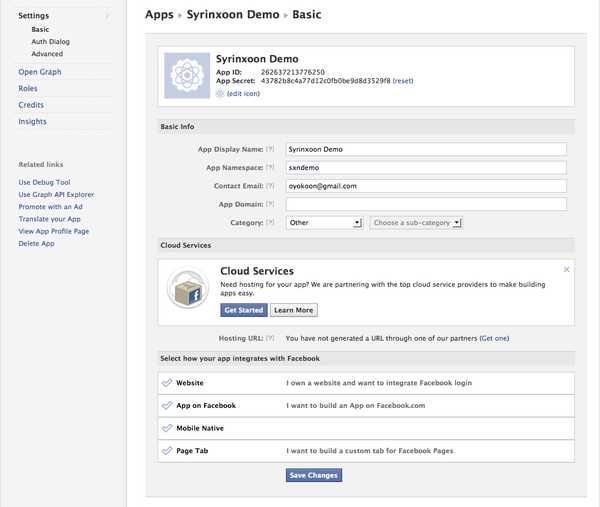 Settings
Basic
Auth Dialog
Advanced
Open Graph
Roles
Credits
Insights
Related links
Use Debug Tool
Use Graph API Explorer
Promote with an Ad
Translate your App
View App Profile Page
Delete App
Apps ▸ Syrinxoon Demo ▸ Basic
Syrinxoon Demo
App ID: 262637213776250
App Secret: 43782b8c4a77d12c0fb0be9d8d3529f8 (reset)
(edit icon)
Basic Info
App Display Name: [?] Syrinxoon Demo
App Namespace: [?] sxndemo
Contact Email: [?] oyokoon@gmail.com
App Domain: [?]
Category: [?] Other Choose a sub-category
Cloud Services
Cloud Services
Need hosting for your app? We are partnering with the top cloud service providers to make building
apps easy.
Get Started Learn More
Hosting URL: [?] You have not generated a URL through one of our partners (Get one)
Select how your app integrates with Facebook
Website I own a website and want to integrate Facebook login
App on Facebook I want to build an App on Facebook.com
Mobile Native
Page Tab I want to build a custom tab for Facebook Pages
Save Changes